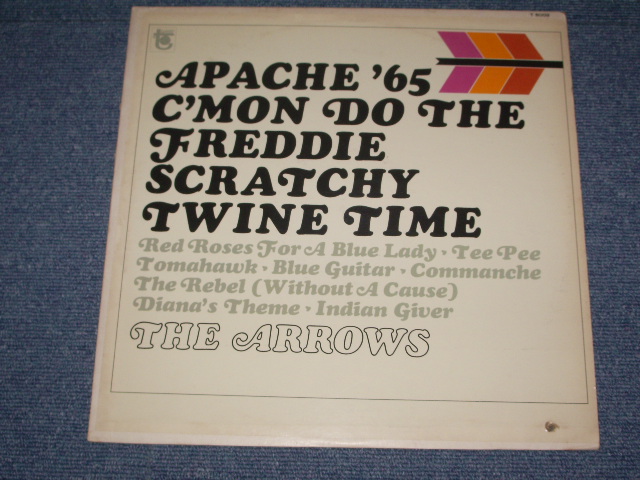 APACHE '65
C'MON DO THE
FREDDIE
SCRATCHY
TWINE TIME
Red Roses For A Blue Lady · Tee Pee
Tomahawk · Blue Guitar · Commanche
The Rebel (Without A Cause)
Diana's Theme · Indian Giver
THE ARROWS